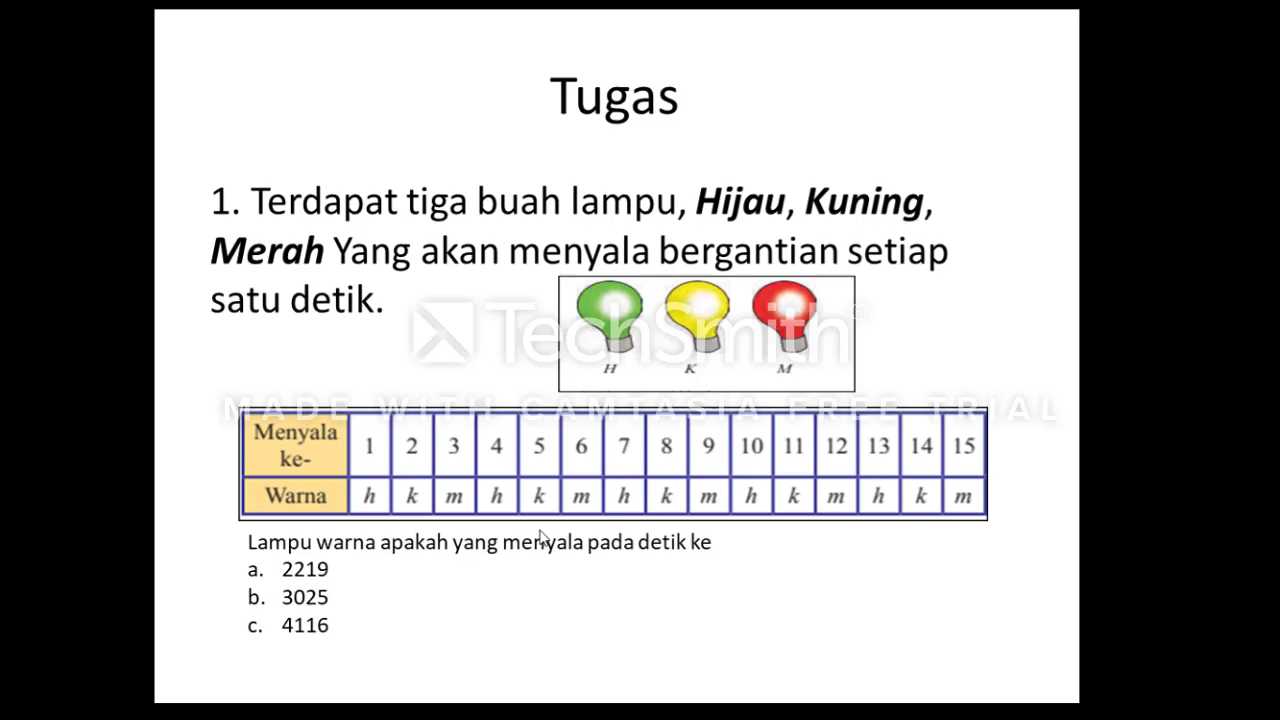 Tugas
1. Terdapat tiga buah lampu, Hijau, Kuning,
Merah Yang akan menyala bergantian setiap
satu detik.
TechSmith®
H K M
MADE WITH CAMTASIA FREE TRIAL
Menyala ke- 1 2 3 4 5 6 7 8 9 10 11 12 13 14 15
Warna h k m h k m h k m h k m h k m
Lampu warna apakah yang menyala pada detik ke
a. 2219
b. 3025
c. 4116